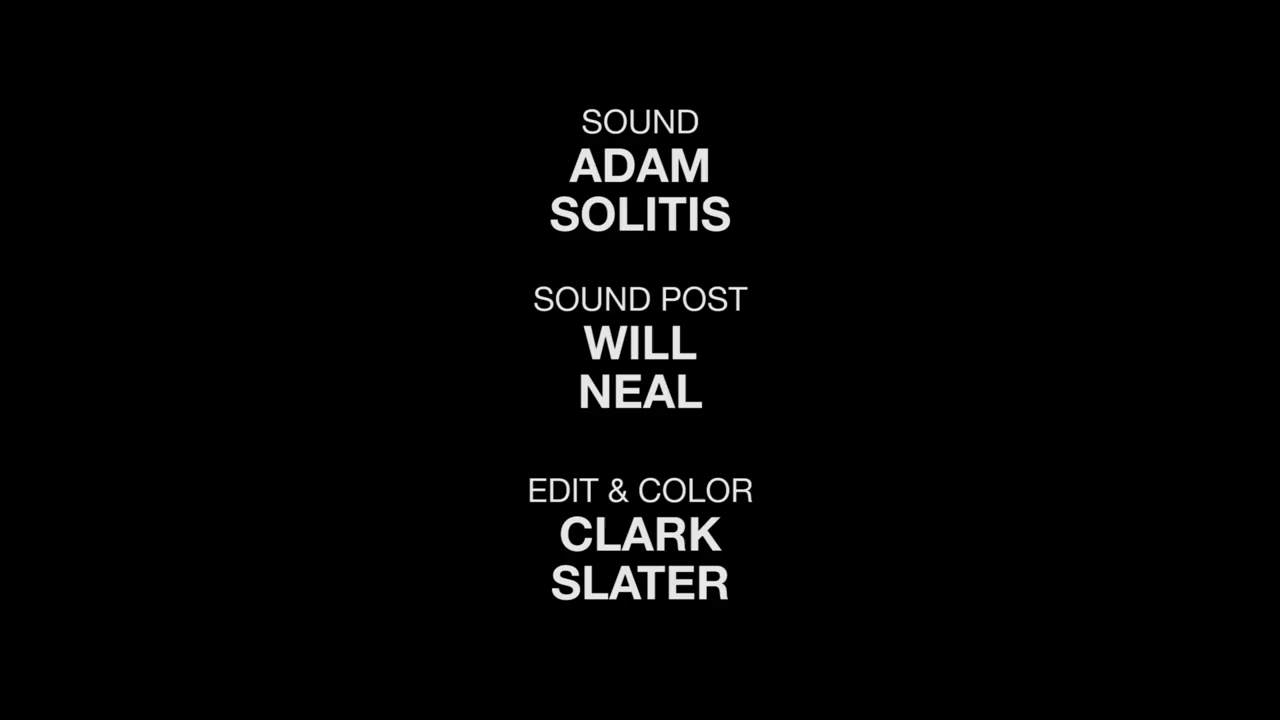 SOUND
ADAM
SOLITIS
SOUND POST
WILL
NEAL
EDIT & COLOR
CLARK
SLATER